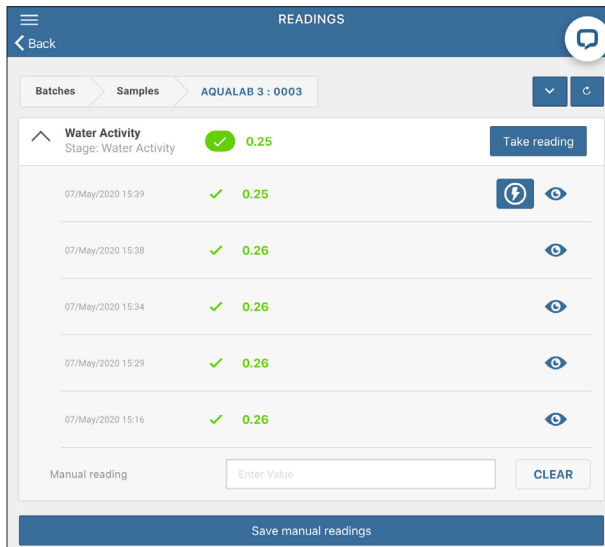 READINGS
Back
Batches Samples AQUALAB 3 : 0003
Water Activity
Stage: Water Activity
0.25
Take reading
07/May/2020 15:39 0.25
07/May/2020 15:38 0.26
07/May/2020 15:34 0.26
07/May/2020 15:29 0.26
07/May/2020 15:16 0.26
Manual reading Enter Value CLEAR
Save manual readings